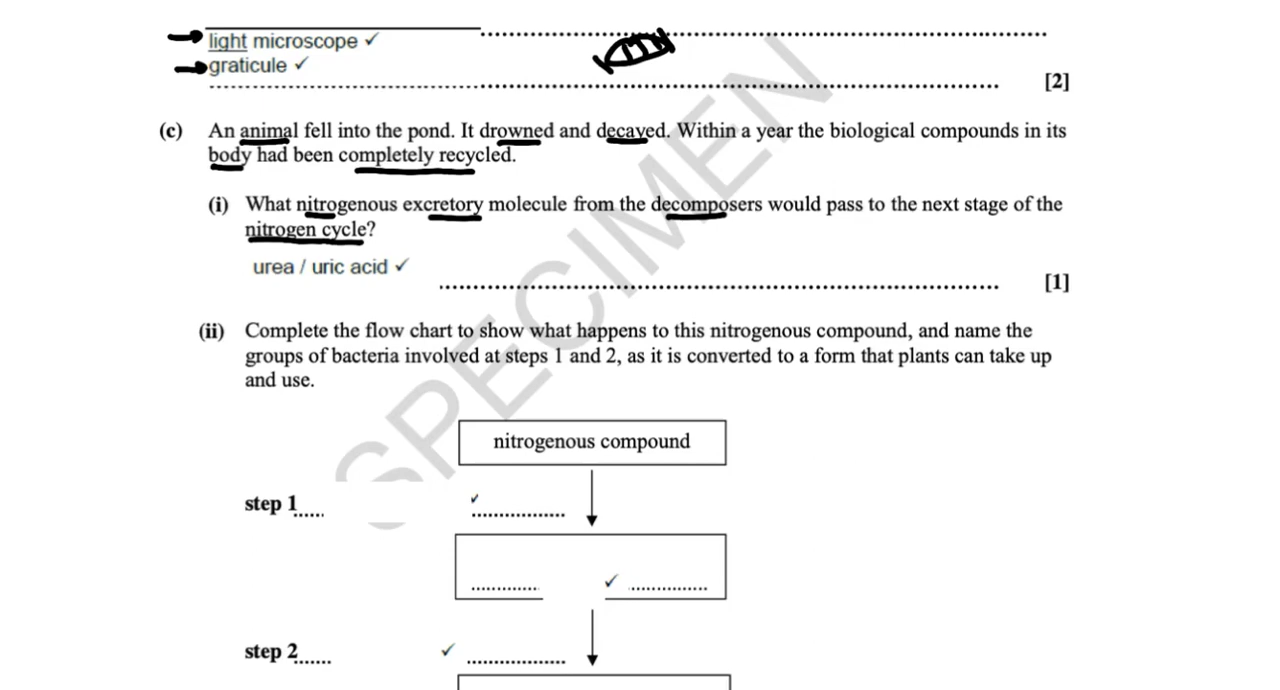 light microscope ✓
graticule ✓
[2]
(c) An animal fell into the pond. It drowned and decayed. Within a year the biological compounds in its
body had been completely recycled.
(i) What nitrogenous excretory molecule from the decomposers would pass to the next stage of the
nitrogen cycle?
urea / uric acid ✓
[1]
(ii) Complete the flow chart to show what happens to this nitrogenous compound, and name the
groups of bacteria involved at steps 1 and 2, as it is converted to a form that plants can take up
and use.
nitrogenous compound
step 1...... ✓ .................
............. ✓ ...............
step 2....... ✓ ..................
SPECIMEN